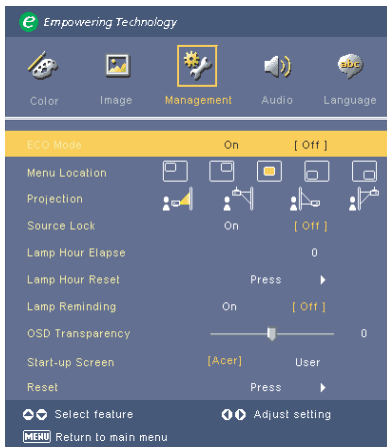 e Empowering Technology
abc
Color Image Management Audio Language
ECO Mode On [ Off ]
Menu Location
Projection
Source Lock On [ Off ]
Lamp Hour Elapse 0
Lamp Hour Reset Press
Lamp Reminding On [ Off ]
OSD Transparency 0
Start-up Screen [Acer] User
Reset Press
Select feature Adjust setting
MENU Return to main menu